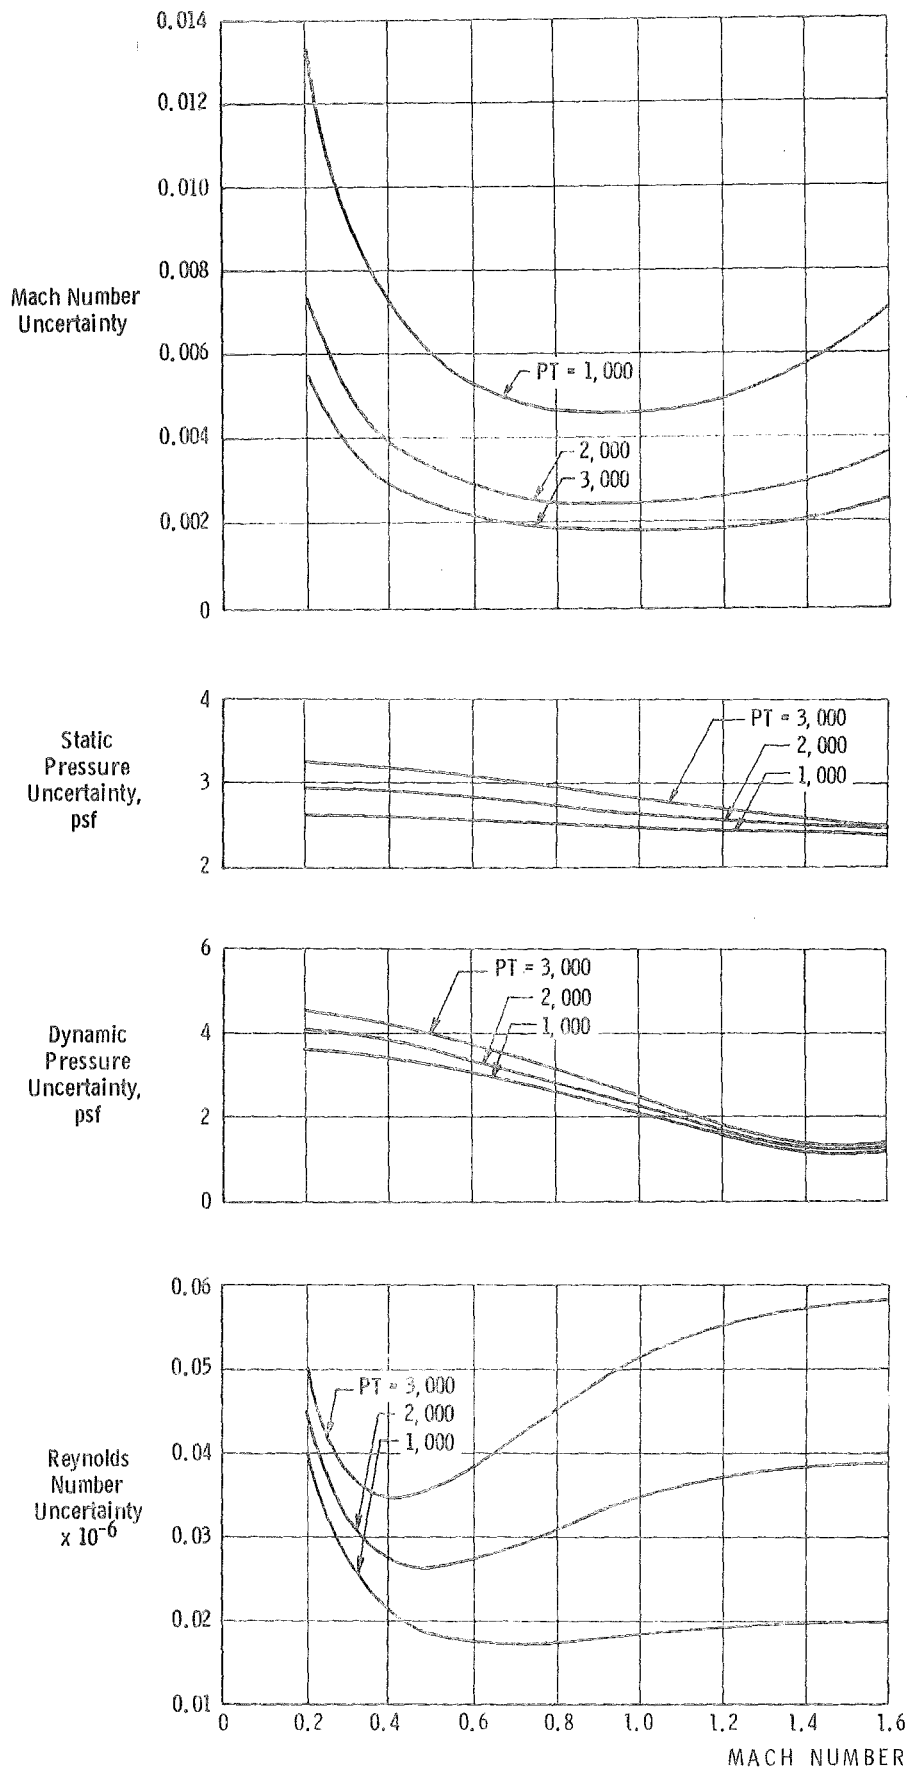 0.014
0.012
0.010
0.008
0.006
0.004
0.002
0
Mach Number
Uncertainty
PT = 1,000
2,000
3,000
4
3
2
Static
Pressure
Uncertainty,
psf
PT = 3,000
2,000
1,000
6
4
2
0
Dynamic
Pressure
Uncertainty,
psf
PT = 3,000
2,000
1,000
0.06
0.05
0.04
0.03
0.02
0.01
Reynolds
Number
Uncertainty
x 10⁻⁶
PT = 3,000
2,000
1,000
0 0.2 0.4 0.6 0.8 1.0 1.2 1.4 1.6
MACH NUMBER